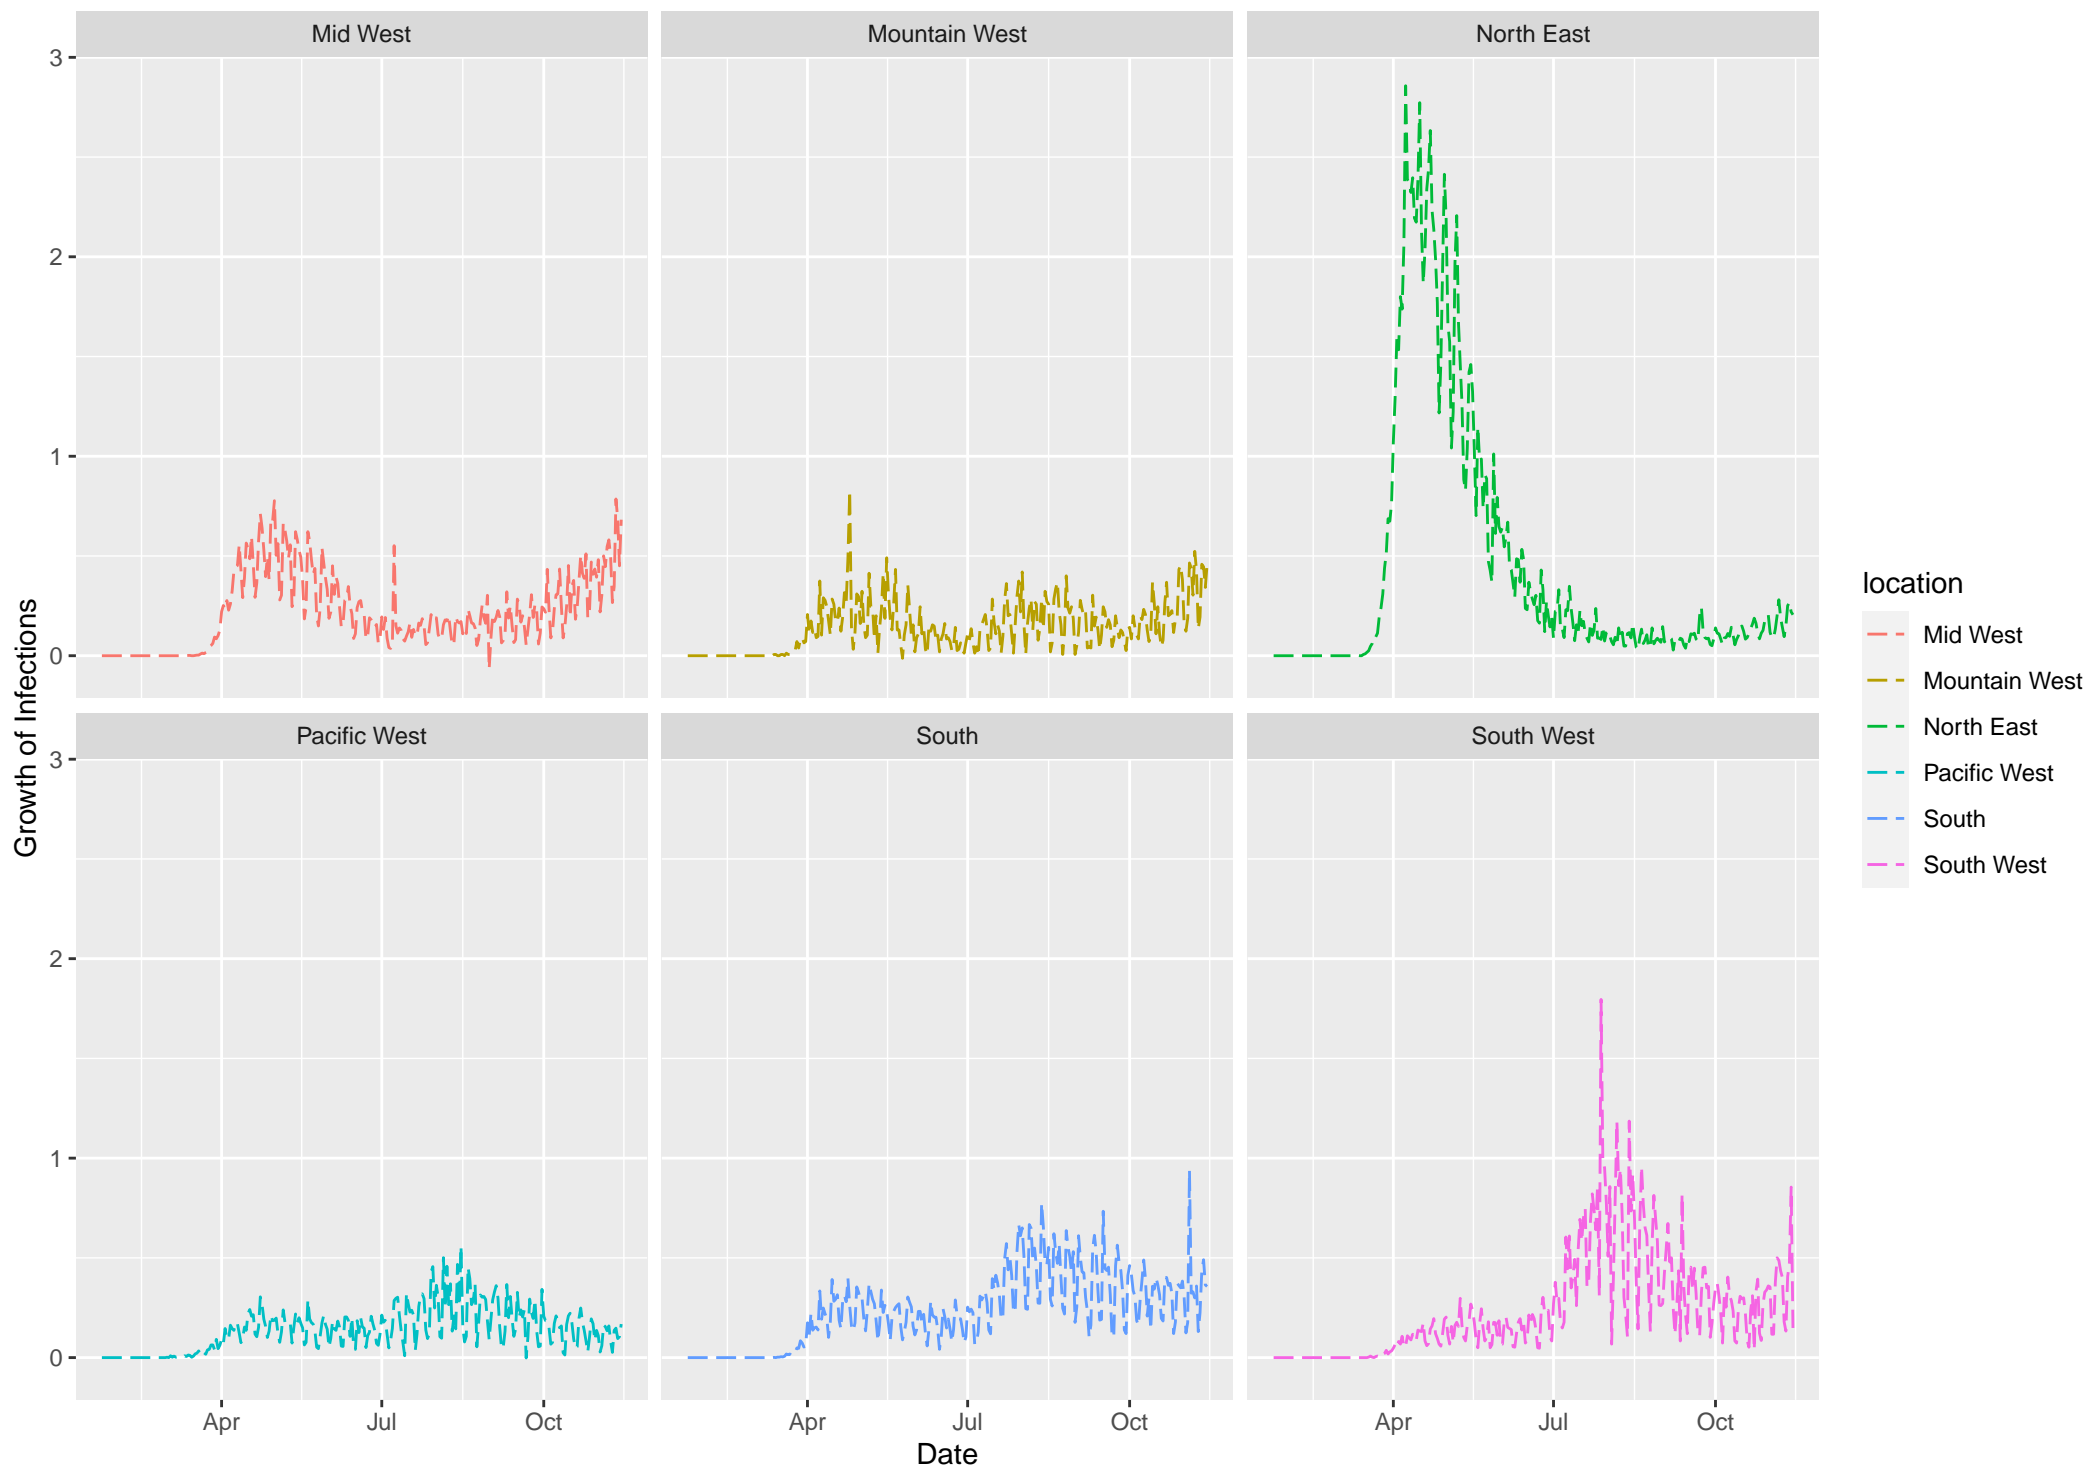 Mid West
Mountain West
North East
3
2
1
0
Pacific West
South
South West
3
2
1
0
Apr
Jul
Oct
Apr
Jul
Oct
Apr
Jul
Oct
Date
Growth of Infections
location
Mid West
Mountain West
North East
Pacific West
South
South West